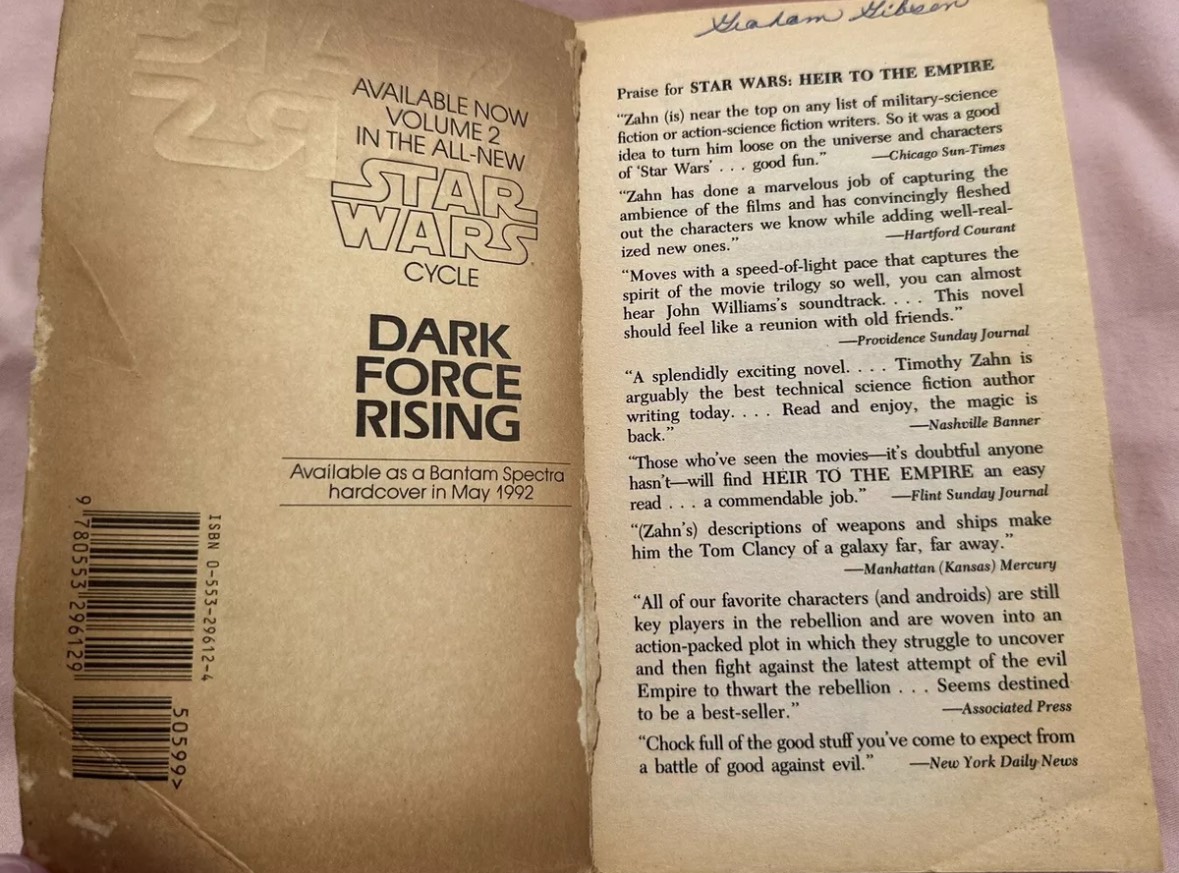 AVAILABLE NOW
VOLUME 2
IN THE ALL-NEW
STAR
WARS
CYCLE
DARK
FORCE
RISING
Available as a Bantam Spectra
hardcover in May 1992
ISBN 0-553-29612-4
9 780553 296129
50599>
Graham Gibson
Praise for STAR WARS: HEIR TO THE EMPIRE
“Zahn (is) near the top on any list of military-science
fiction or action-science fiction writers. So it was a good
idea to turn him loose on the universe and characters
of ‘Star Wars’ . . . good fun.” —Chicago Sun-Times
“Zahn has done a marvelous job of capturing the
ambience of the films and has convincingly fleshed
out the characters we know while adding well-real-
ized new ones.” —Hartford Courant
“Moves with a speed-of-light pace that captures the
spirit of the movie trilogy so well, you can almost
hear John Williams's soundtrack. . . . This novel
should feel like a reunion with old friends.”
—Providence Sunday Journal
“A splendidly exciting novel. . . . Timothy Zahn is
arguably the best technical science fiction author
writing today. . . . Read and enjoy, the magic is
back.” —Nashville Banner
“Those who've seen the movies—it's doubtful anyone
hasn't—will find HEIR TO THE EMPIRE an easy
read . . . a commendable job.” —Flint Sunday Journal
“(Zahn's) descriptions of weapons and ships make
him the Tom Clancy of a galaxy far, far away.”
—Manhattan (Kansas) Mercury
“All of our favorite characters (and androids) are still
key players in the rebellion and are woven into an
action-packed plot in which they struggle to uncover
and then fight against the latest attempt of the evil
Empire to thwart the rebellion . . . Seems destined
to be a best-seller.” —Associated Press
“Chock full of the good stuff you've come to expect from
a battle of good against evil.” —New York Daily News